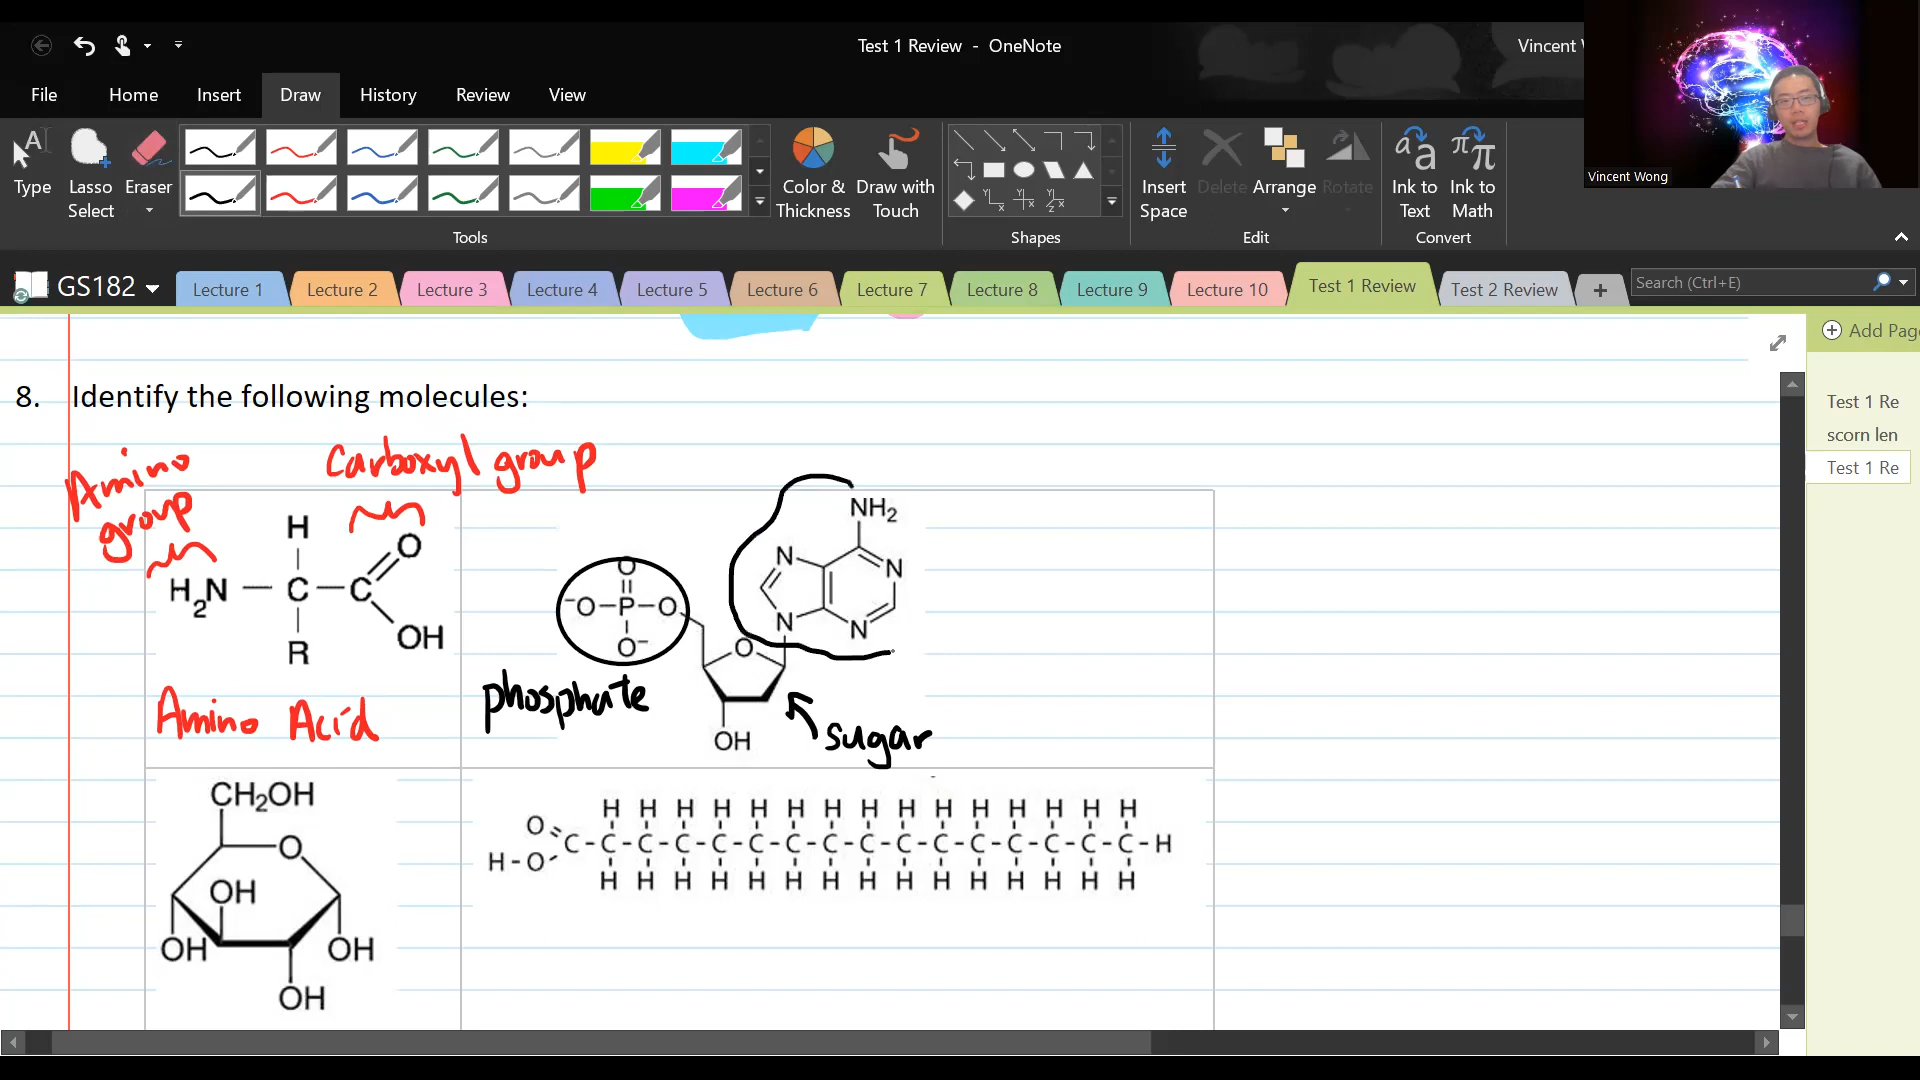 Test 1 Review - OneNote
Vincent W
File Home Insert Draw History Review View
Type
Lasso Select
Eraser
Color & Thickness
Draw with Touch
Insert Space
Delete
Arrange
Rotate
Ink to Text
Ink to Math
Tools
Shapes
Edit
Convert
Vincent Wong
GS182
Lecture 1 Lecture 2 Lecture 3 Lecture 4 Lecture 5 Lecture 6 Lecture 7 Lecture 8 Lecture 9 Lecture 10 Test 1 Review Test 2 Review
Search (Ctrl+E)
Add Pag
Test 1 Re
scorn len
Test 1 Re
8. Identify the following molecules:
Amino group
Carboxyl group
H
O
H2N — C — C
OH
R
Amino Acid
NH2
N N
N N
O
-O–P–O
O-
O
OH
phosphate
sugar
CH2OH
O
OH
OH OH
OH
H H H H H H H H H H H H H H H
O
C-C-C-C-C-C-C-C-C-C-C-C-C-C-C-C-H
H-O
H H H H H H H H H H H H H H H